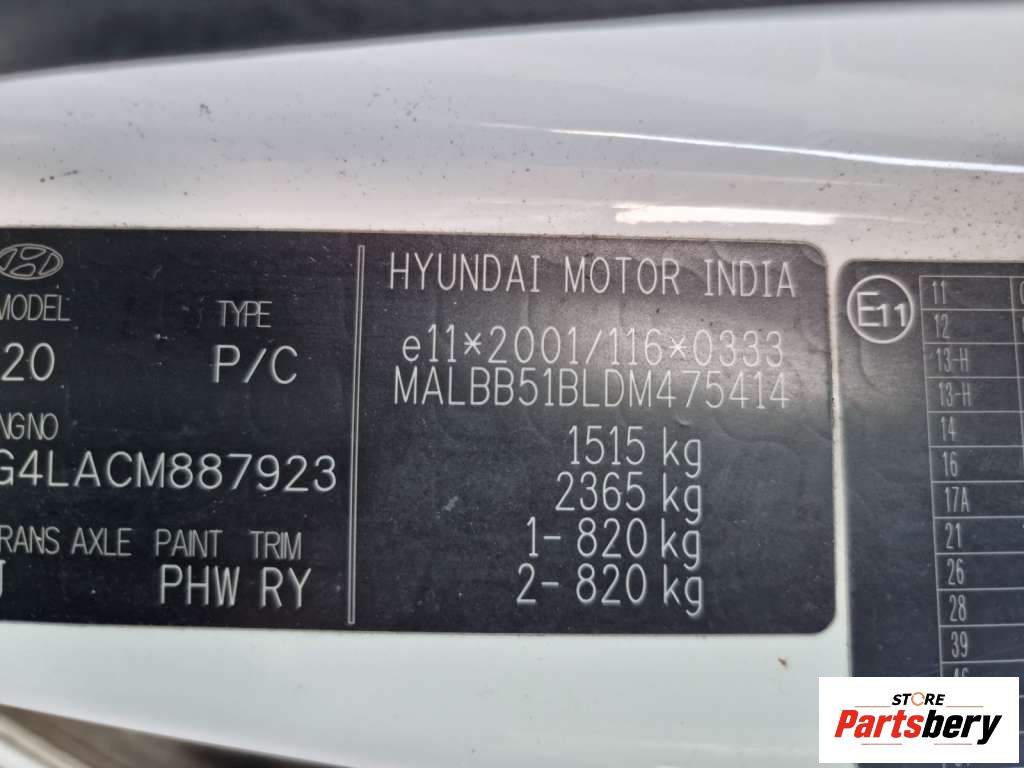 MODEL
TYPE
20
P/C
NG NO
G4LACM887923
RANS AXLE PAINT TRIM
PHW RY
HYUNDAI MOTOR INDIA
e11*2001/116*0333
MALBB51BLDM475414
1515 kg
2365 kg
1- 820 kg
2- 820 kg
E11
11
12
13-H
13-H
14
16
17A
21
26
28
39
STORE
Partsbery